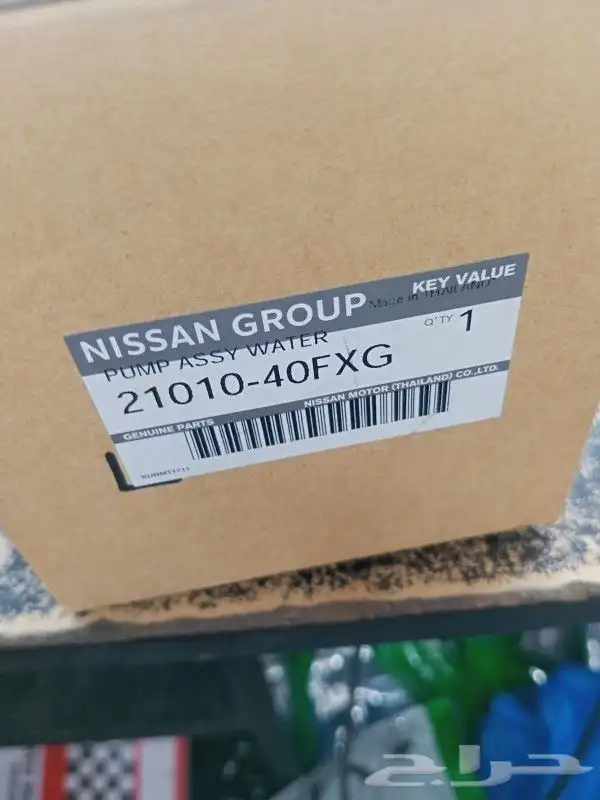 KEY VALUE
NISSAN GROUP Made in THAILAND
PUMP ASSY WATER
Q'TY 1
21010-40FXG
GENUINE PARTS NISSAN MOTOR (THAILAND) CO.,LTD.
حراج